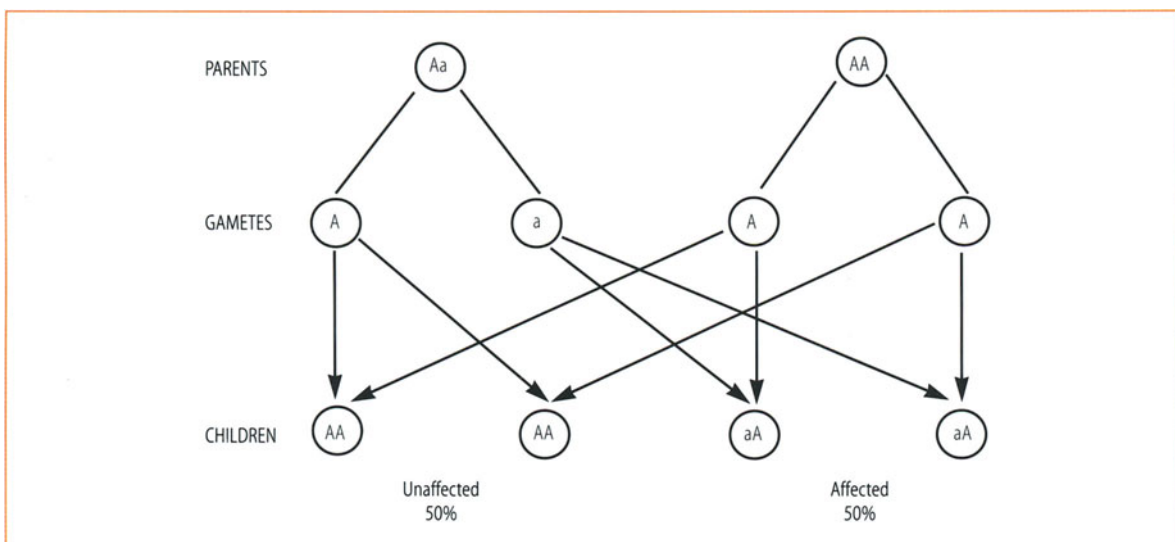 PARENTS Aa AA
GAMETES A a A A
CHILDREN AA AA aA aA
Unaffected Affected
50% 50%